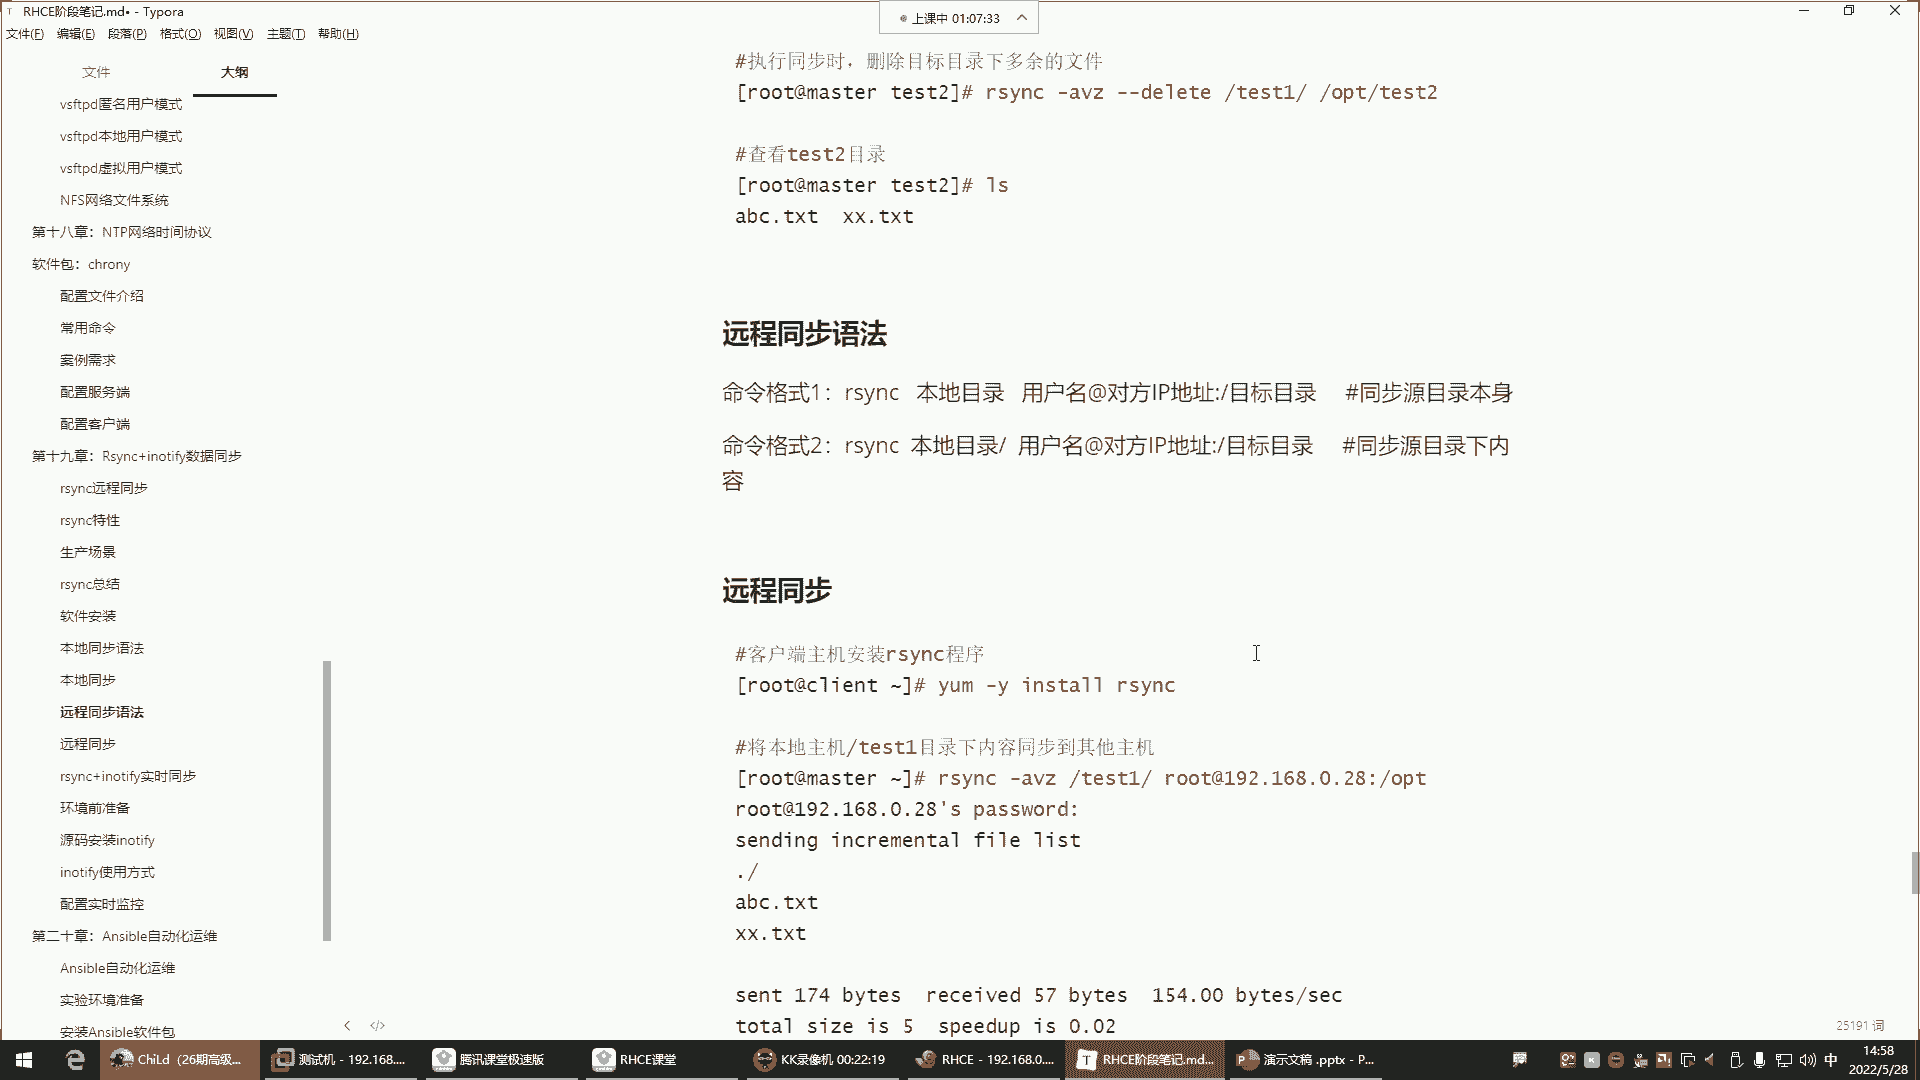 RHCE阶段笔记.md• - Typora
上课中 01:07:33
文件(F) 编辑(E) 段落(P) 格式(O) 视图(V) 主题(T) 帮助(H)
文件 大纲
vsftpd匿名用户模式
vsftpd本地用户模式
vsftpd虚拟用户模式
NFS网络文件系统
第十八章：NTP网络时间协议
软件包：chrony
配置文件介绍
常用命令
案例需求
配置服务端
配置客户端
第十九章：Rsync+inotify数据同步
rsync远程同步
rsync特性
生产场景
rsync总结
软件安装
本地同步语法
本地同步
远程同步语法
远程同步
rsync+inotify实时同步
环境前准备
源码安装inotify
inotify使用方式
配置实时监控
第二十章：Ansible自动化运维
Ansible自动化运维
实验环境准备
安装Ansible软件包
#执行同步时，删除目标目录下多余的文件
[root@master test2]# rsync -avz --delete /test1/ /opt/test2
#查看test2目录
[root@master test2]# ls
abc.txt  xx.txt
远程同步语法
命令格式1：rsync   本地目录   用户名@对方IP地址:/目标目录     #同步源目录本身
命令格式2：rsync  本地目录/  用户名@对方IP地址:/目标目录     #同步源目录下内
容
远程同步
#客户端主机安装rsync程序
[root@client ~]# yum -y install rsync
#将本地主机/test1目录下内容同步到其他主机
[root@master ~]# rsync -avz /test1/ root@192.168.0.28:/opt
root@192.168.0.28's password:
sending incremental file list
./
abc.txt
xx.txt
sent 174 bytes  received 57 bytes  154.00 bytes/sec
total size is 5  speedup is 0.02
25191 词
ChiLd（26期高级... 测试机 - 192.168.... 腾讯课堂极速版 RHCE课堂 KK录像机 00:22:19 RHCE - 192.168.0.... RHCE阶段笔记.md... 演示文稿 .pptx - P... 中 14:58
2022/5/28